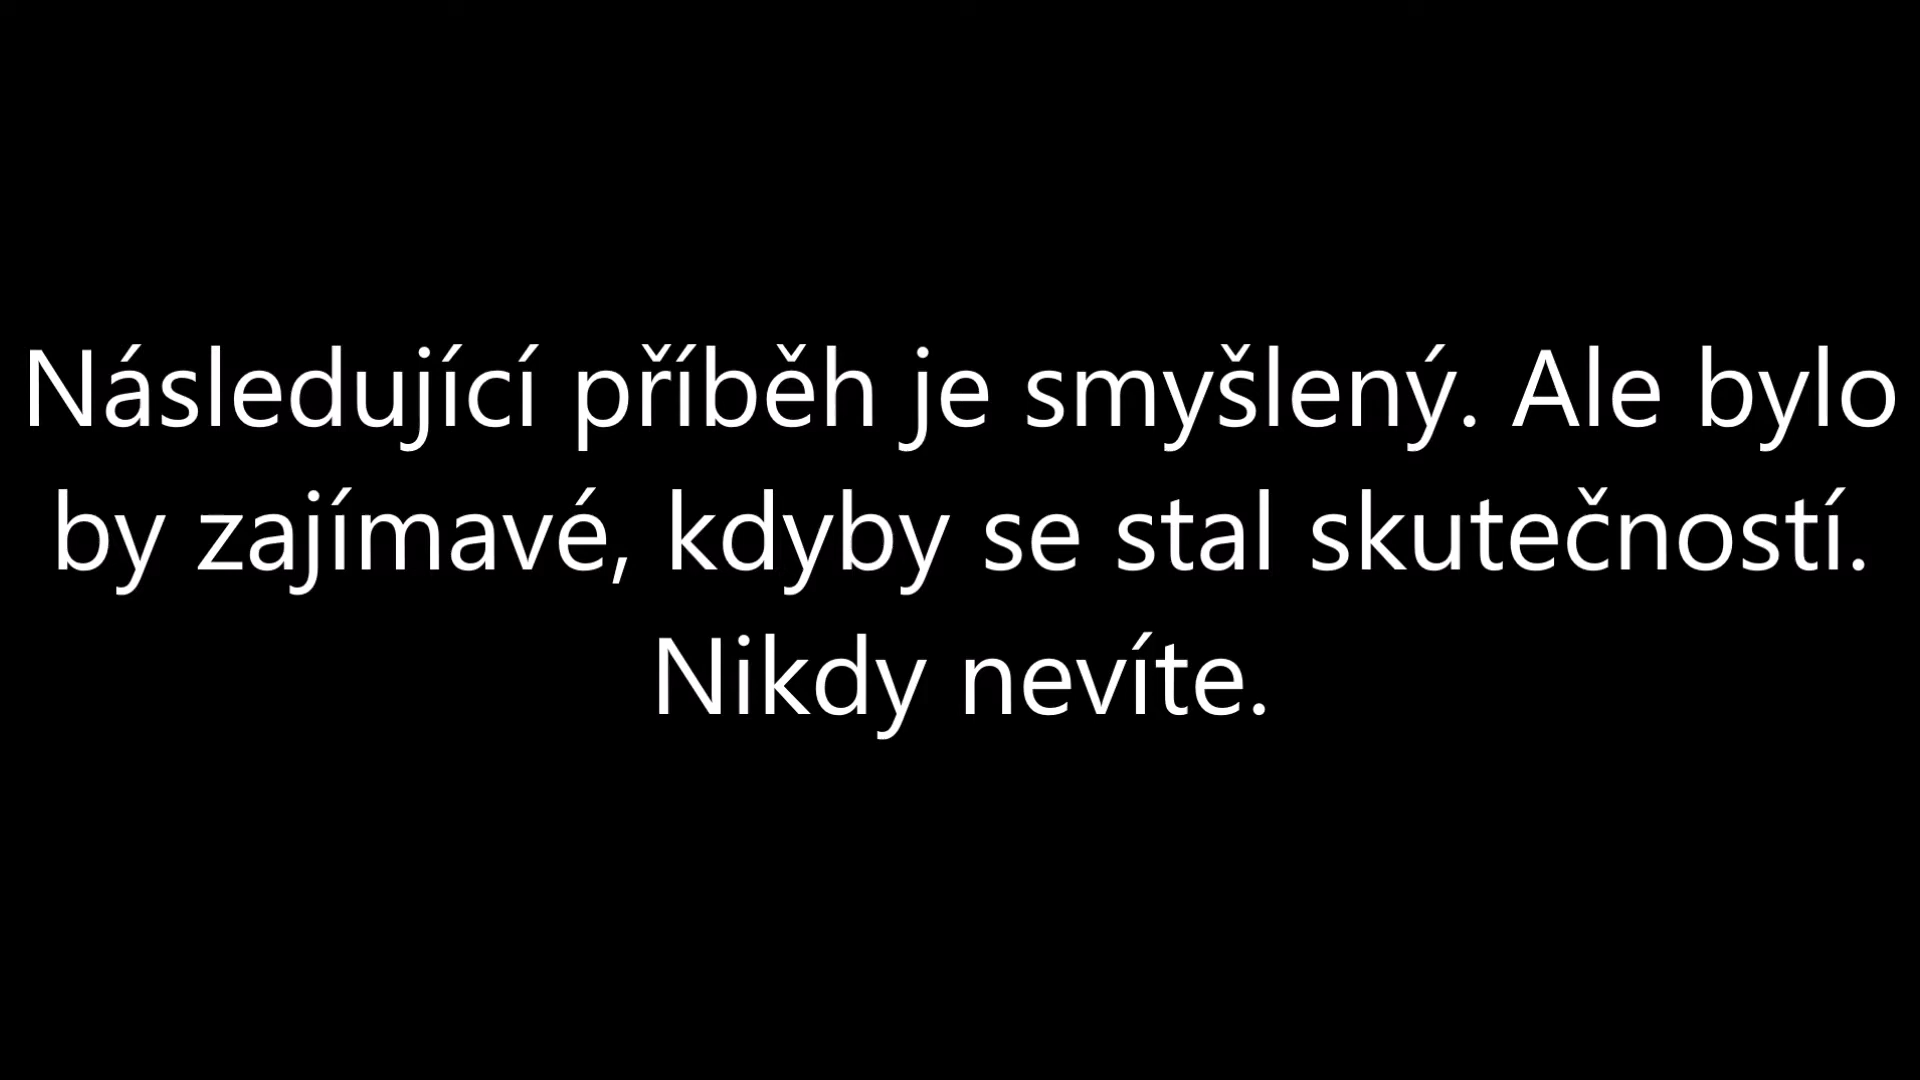 Následující příběh je smyšlený. Ale bylo
by zajímavé, kdyby se stal skutečností.
Nikdy nevíte.